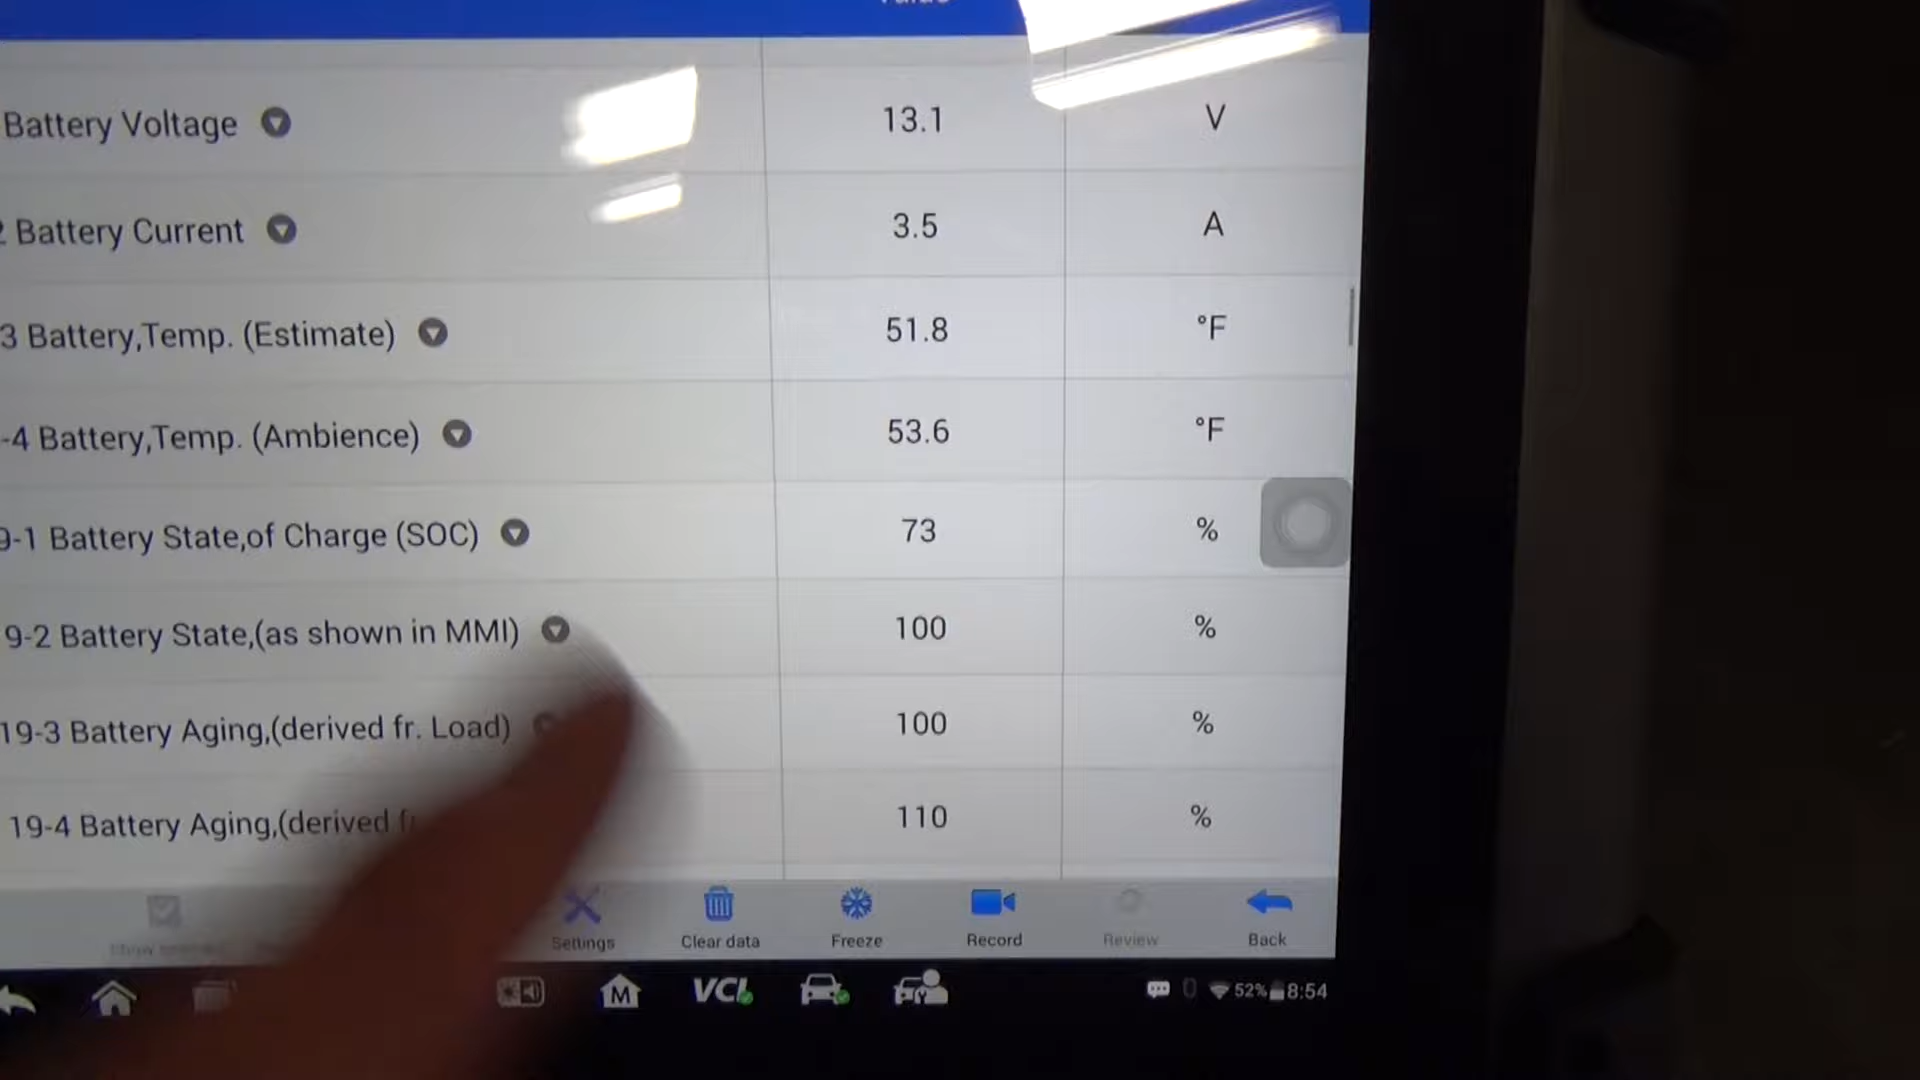 Battery Voltage 13.1 V
2 Battery Current 3.5 A
3 Battery,Temp. (Estimate) 51.8 °F
-4 Battery,Temp. (Ambience) 53.6 °F
9-1 Battery State,of Charge (SOC) 73 %
9-2 Battery State,(as shown in MMI) 100 %
19-3 Battery Aging,(derived fr. Load) 100 %
19-4 Battery Aging,(derived 110 %
Settings Clear data Freeze Record Review Back
M VCI 52% 8:54